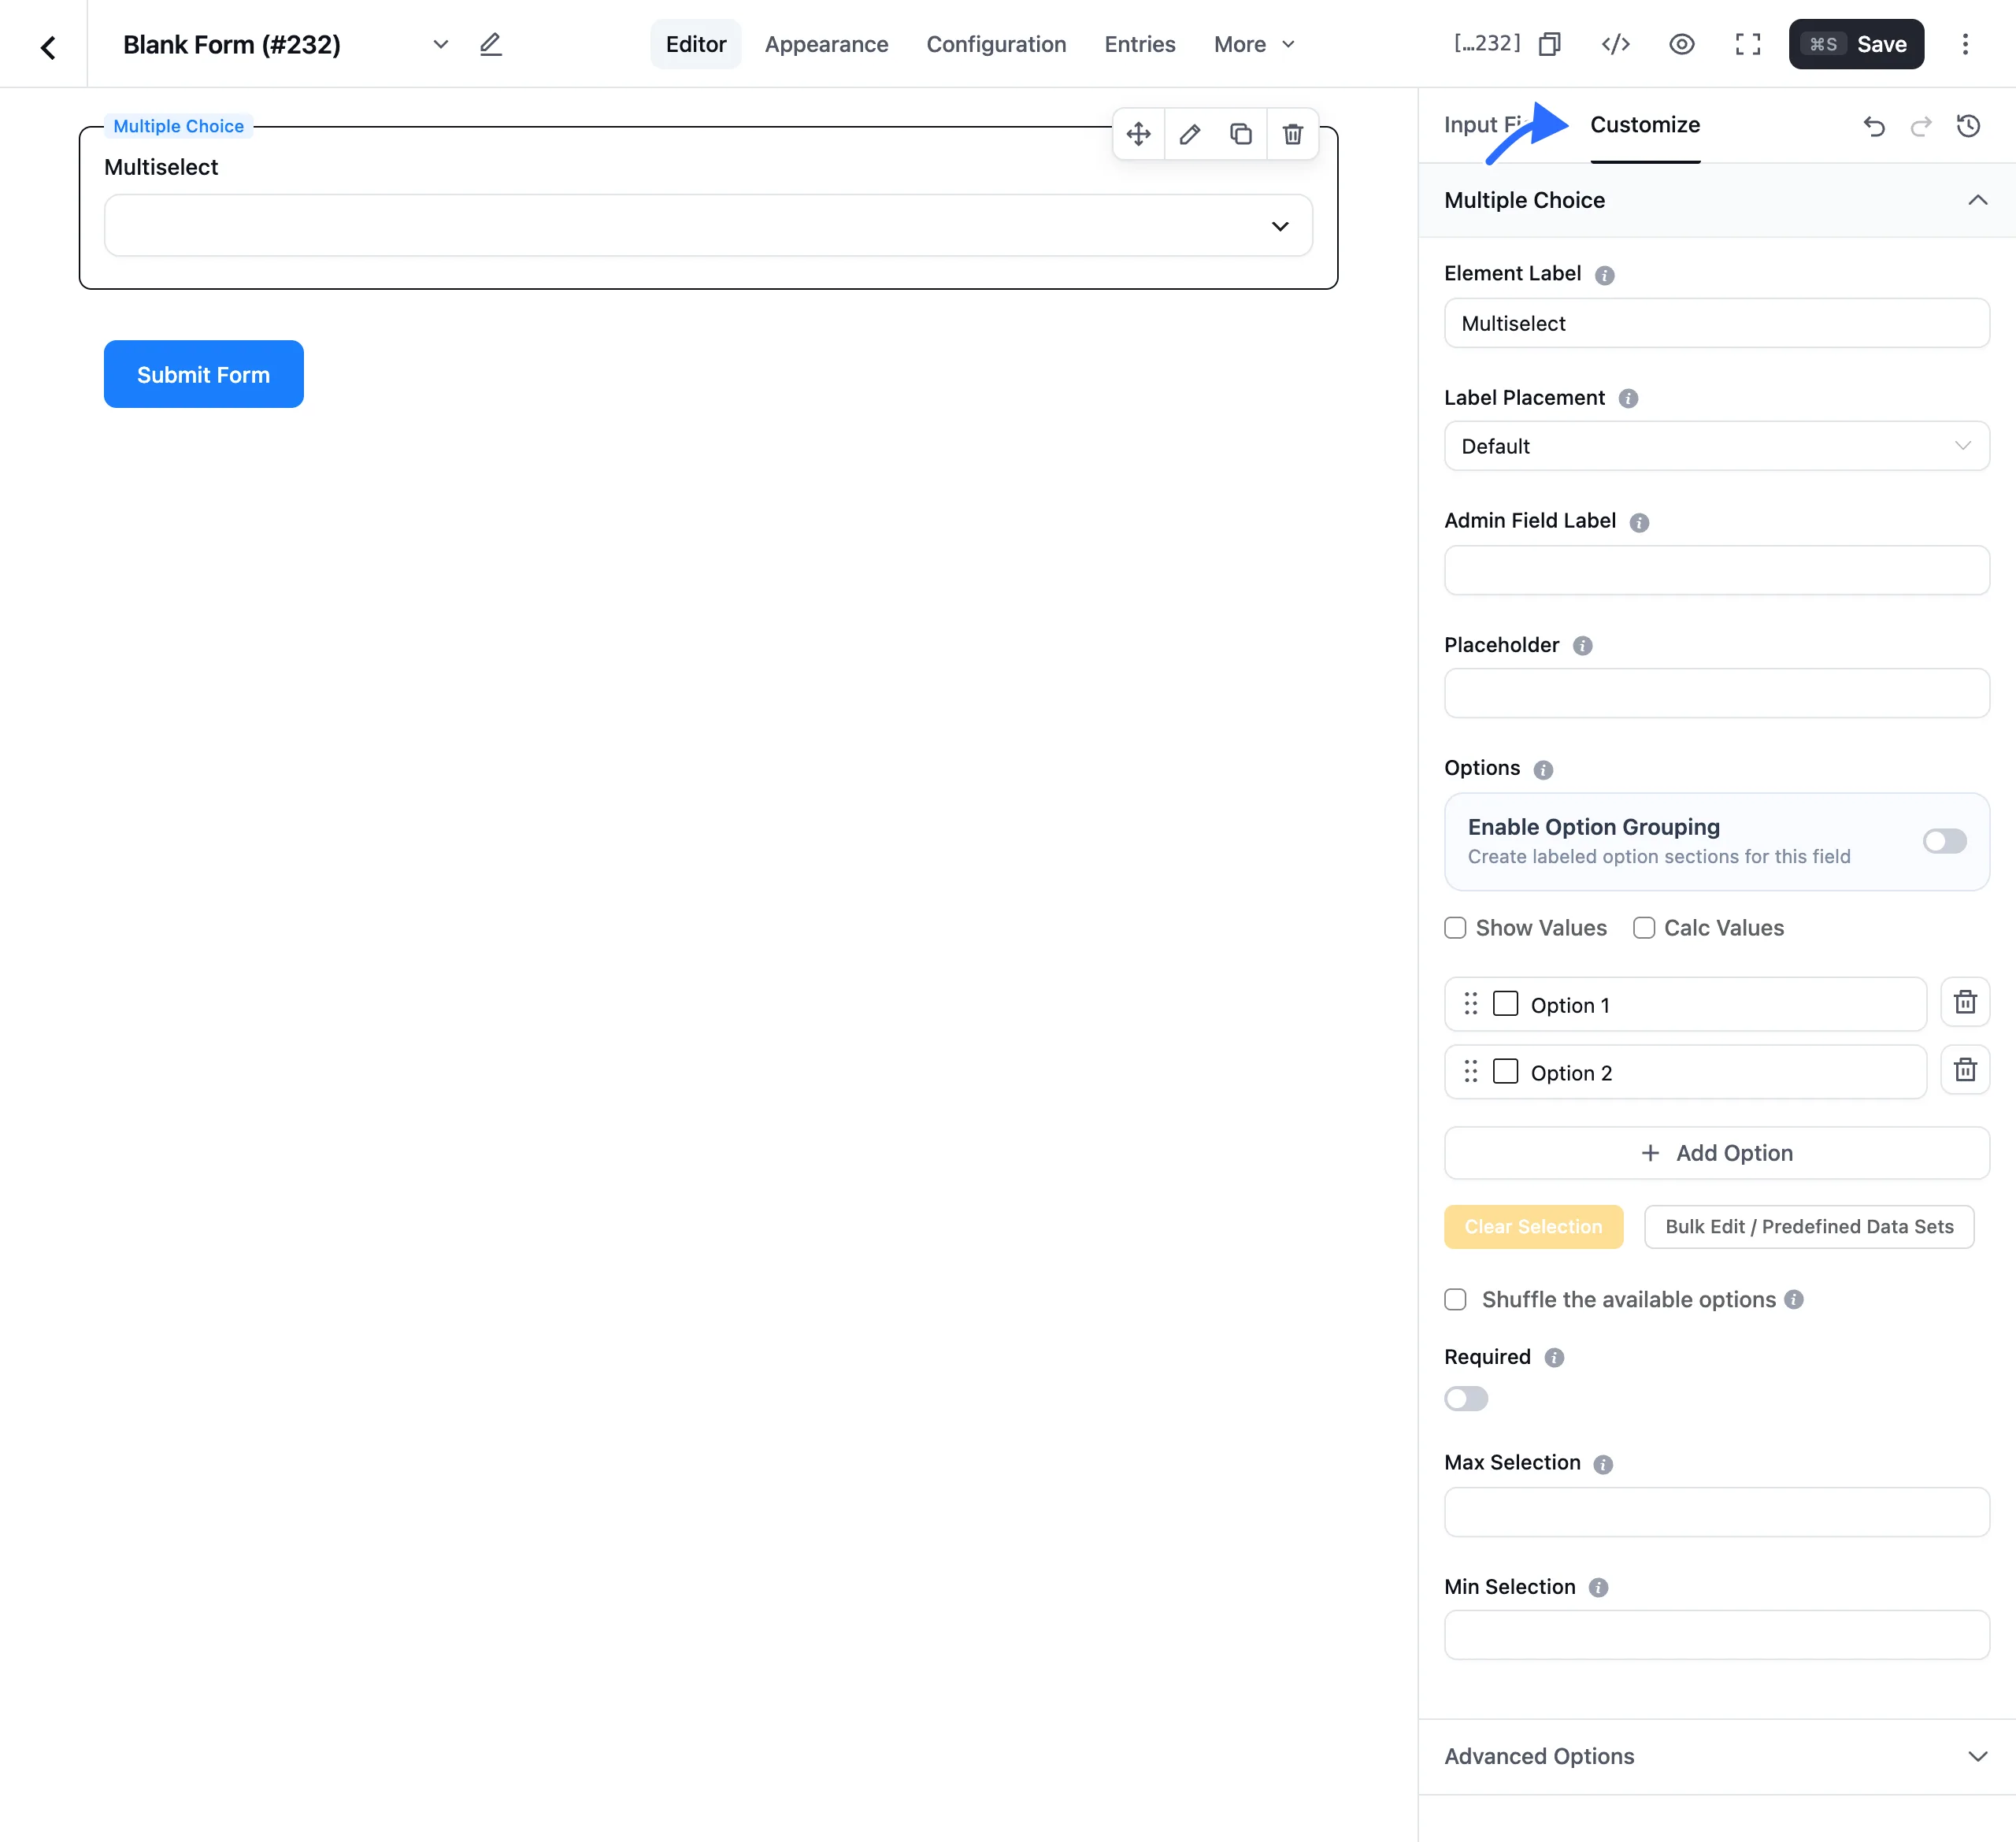 Blank Form (#232)
Editor
Appearance
Configuration
Entries
More
[...232]
⌘S Save
Multiple Choice
Multiselect
Submit Form
Input Fi
Customize
Multiple Choice
Element Label
Multiselect
Label Placement
Default
Admin Field Label
Placeholder
Options
Enable Option Grouping
Create labeled option sections for this field
Show Values
Calc Values
Option 1
Option 2
+ Add Option
Clear Selection
Bulk Edit / Predefined Data Sets
Shuffle the available options
Required
Max Selection
Min Selection
Advanced Options